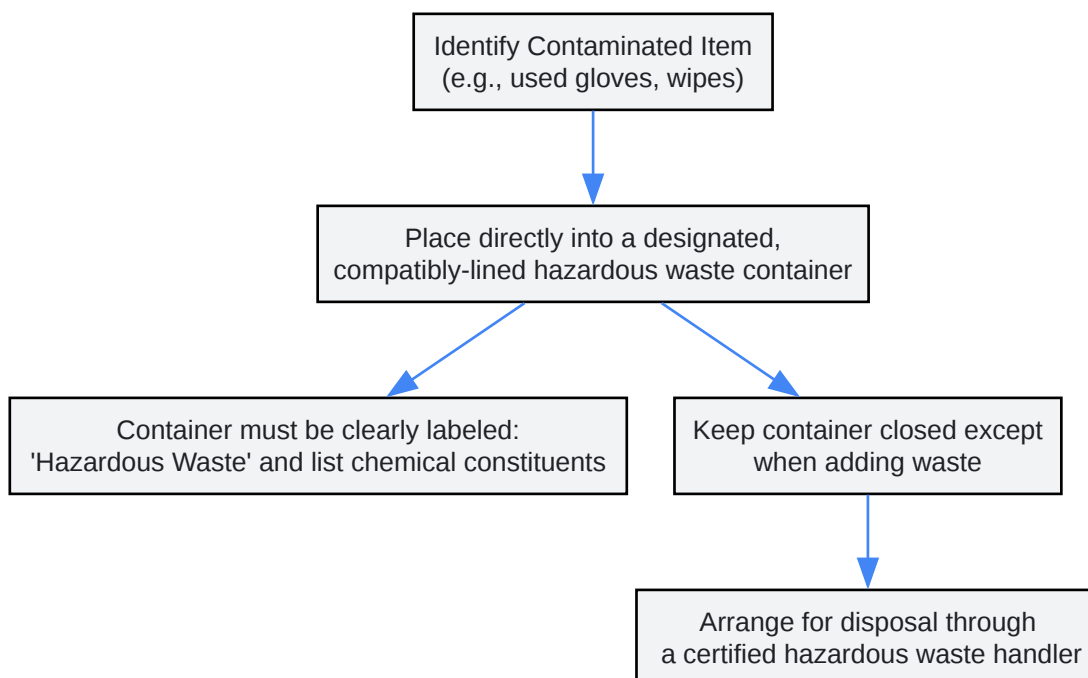 Identify Contaminated Item
(e.g., used gloves, wipes)
Place directly into a designated,
compatibly-lined hazardous waste container
Container must be clearly labeled:
'Hazardous Waste' and list chemical constituents
Keep container closed except
when adding waste
Arrange for disposal through
a certified hazardous waste handler